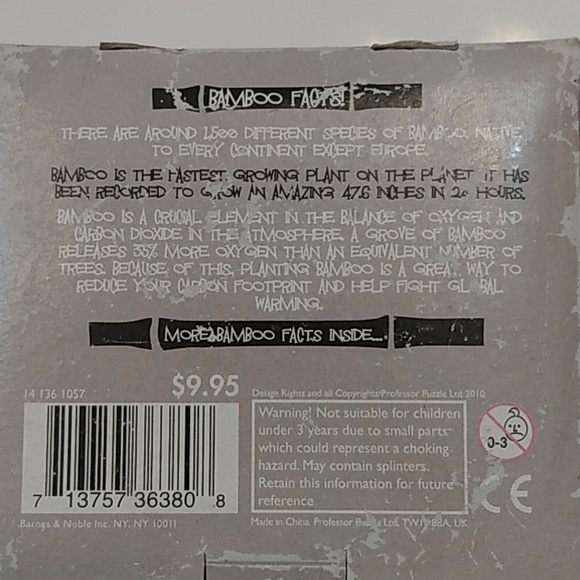 BAMBOO FACTS!
THERE ARE AROUND 1,500 DIFFERENT SPECIES OF BAMBOO, NATIVE
TO EVERY CONTINENT EXCEPT EUROPE.
BAMBOO IS THE FASTEST GROWING PLANT ON THE PLANET IT HAS
BEEN RECORDED TO GROW AN AMAZING 47.6 INCHES IN 24 HOURS.
BAMBOO IS A CRUCIAL ELEMENT IN THE BALANCE OF OXYGEN AND
CARBON DIOXIDE IN THE ATMOSPHERE. A GROVE OF BAMBOO
RELEASES 35% MORE OXYGEN THAN AN EQUIVALENT NUMBER OF
TREES. BECAUSE OF THIS, PLANTING BAMBOO IS A GREAT WAY TO
REDUCE YOUR CARBON FOOTPRINT AND HELP FIGHT GLOBAL
WARMING.
MORE BAMBOO FACTS INSIDE...
14 136 1057
$9.95
7 13757 36380 8
Barnes & Noble Inc. NY. NY 10011
Design Rights and all Copyrights Professor Puzzle Ltd 2010
Warning! Not suitable for children
under 3 years due to small parts
which could represent a choking
hazard. May contain splinters.
Retain this information for future
reference
0-3
CE
Made in China. Professor Puzzle Ltd, 8BA, UK